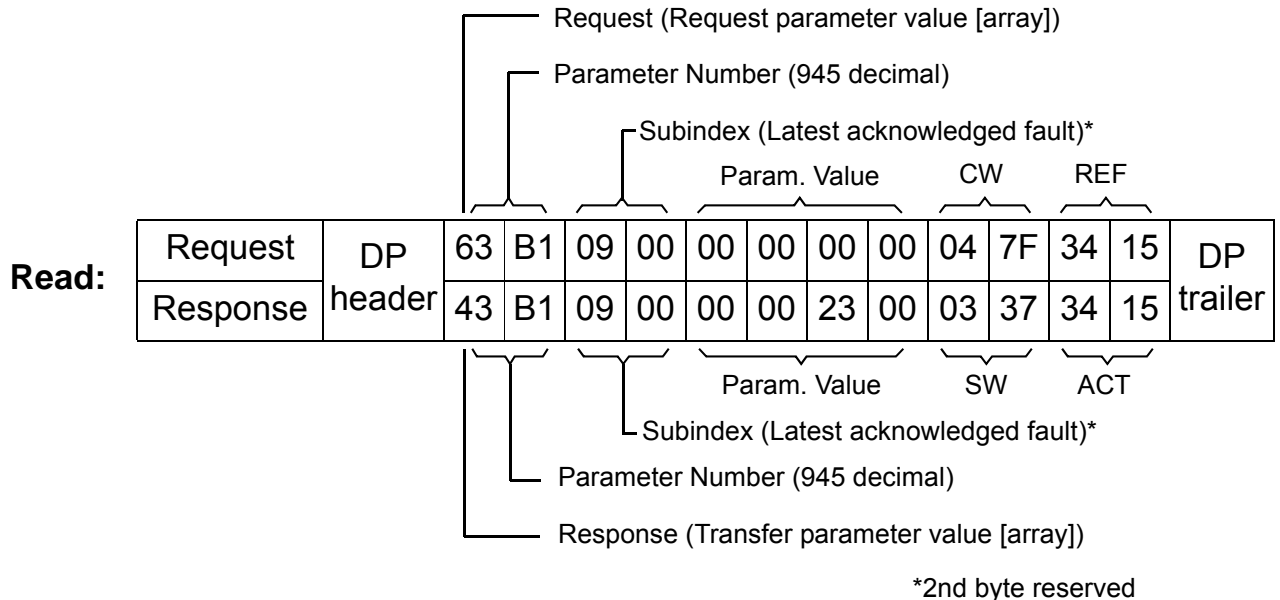 Request (Request parameter value [array])
Parameter Number (945 decimal)
Subindex (Latest acknowledged fault)*
Param. Value CW REF
Read:
Request DP header 63 B1 09 00 00 00 00 00 04 7F 34 15 DP trailer
Response 43 B1 09 00 00 00 23 00 03 37 34 15
Param. Value SW ACT
Subindex (Latest acknowledged fault)*
Parameter Number (945 decimal)
Response (Transfer parameter value [array])
*2nd byte reserved